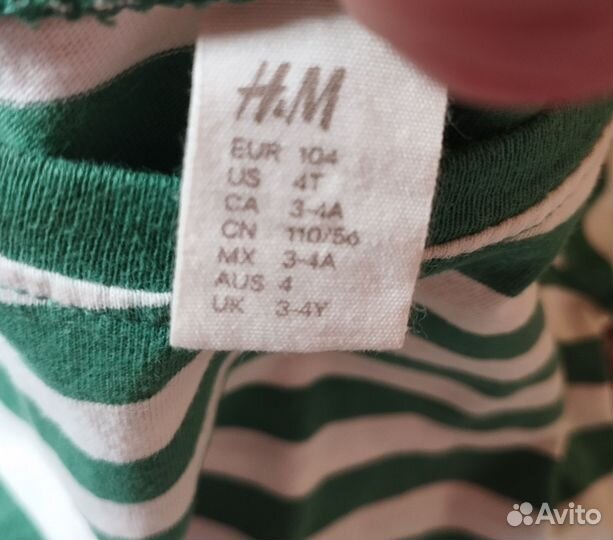 H&M
EUR 104
US 4T
CA 3-4A
CN 110/56
MX 3-4A
AUS 4
UK 3-4Y
Avito